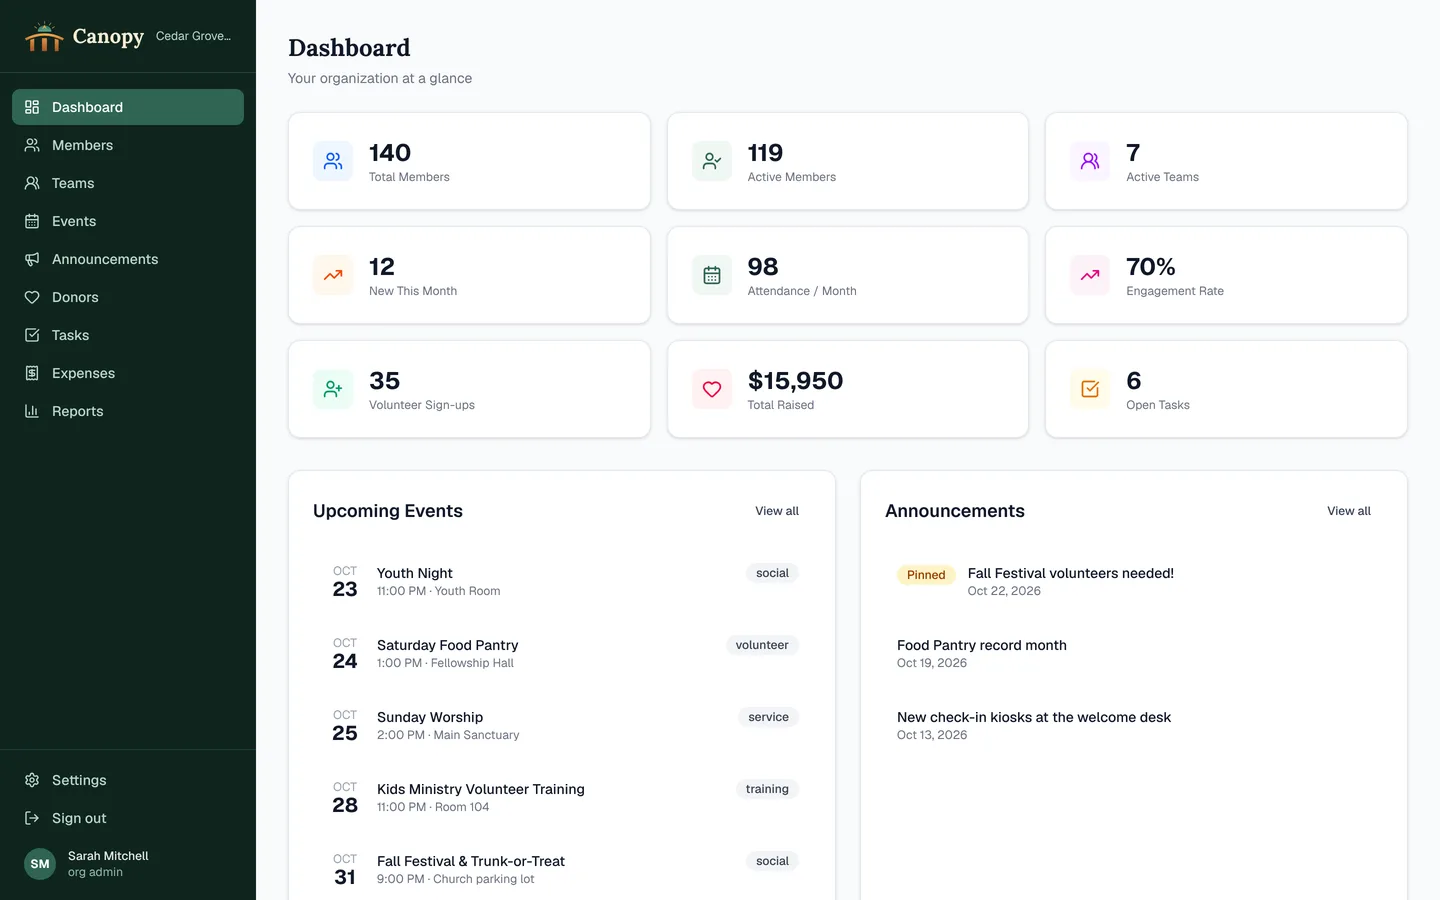 Canopy Cedar Grove…
Dashboard
Members
Teams
Events
Announcements
Donors
Tasks
Expenses
Reports
Settings
Sign out
SM
Sarah Mitchell
org admin
Dashboard
Your organization at a glance
140
Total Members
119
Active Members
7
Active Teams
12
New This Month
98
Attendance / Month
70%
Engagement Rate
35
Volunteer Sign-ups
$15,950
Total Raised
6
Open Tasks
Upcoming Events View all
OCT
23
Youth Night
11:00 PM · Youth Room
social
OCT
24
Saturday Food Pantry
1:00 PM · Fellowship Hall
volunteer
OCT
25
Sunday Worship
2:00 PM · Main Sanctuary
service
OCT
28
Kids Ministry Volunteer Training
11:00 PM · Room 104
training
OCT
31
Fall Festival & Trunk-or-Treat
9:00 PM · Church parking lot
social
Announcements View all
Pinned Fall Festival volunteers needed!
Oct 22, 2026
Food Pantry record month
Oct 19, 2026
New check-in kiosks at the welcome desk
Oct 13, 2026